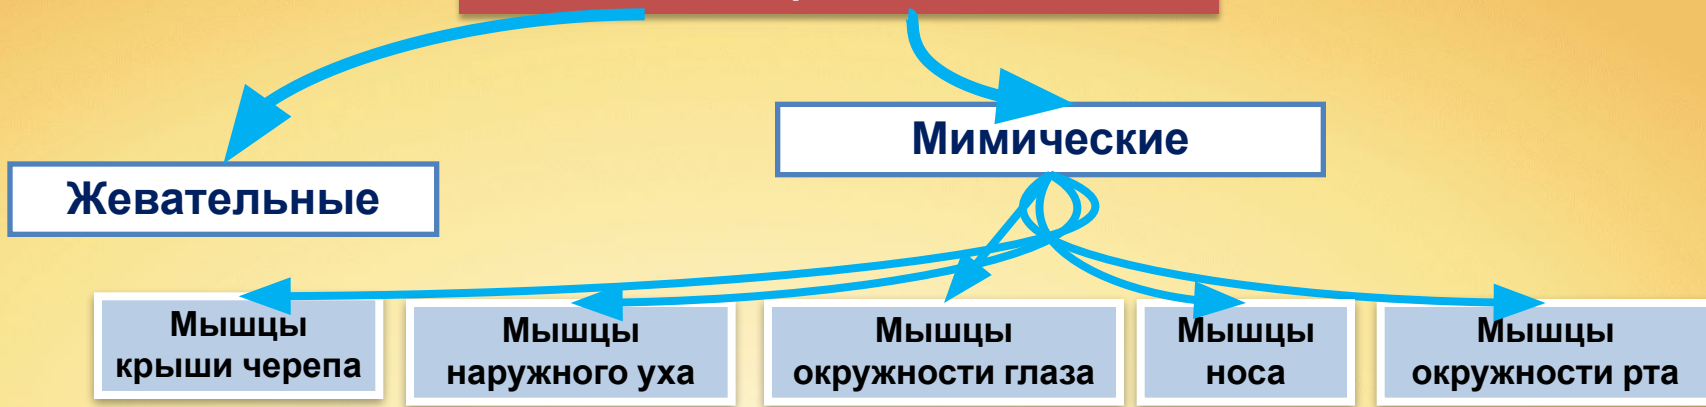 Мимические
Жевательные
Мышцы
крыши черепа
Мышцы
наружного уха
Мышцы
окружности глаза
Мышцы
носа
Мышцы
окружности рта